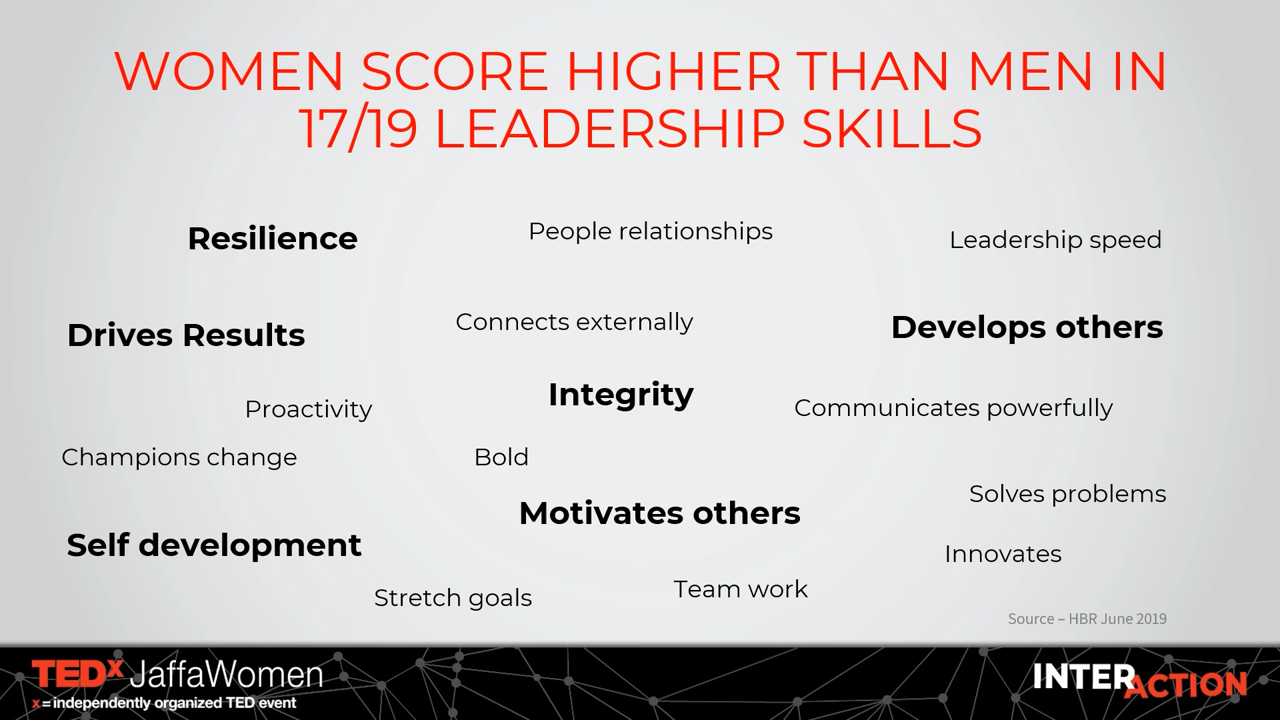 WOMEN SCORE HIGHER THAN MEN IN
17/19 LEADERSHIP SKILLS
Resilience
People relationships
Leadership speed
Drives Results
Connects externally
Develops others
Integrity
Proactivity
Communicates powerfully
Champions change
Bold
Solves problems
Motivates others
Self development
Innovates
Stretch goals
Team work
Source – HBR June 2019
TEDx JaffaWomen
x = independently organized TED event
INTER
ACTION